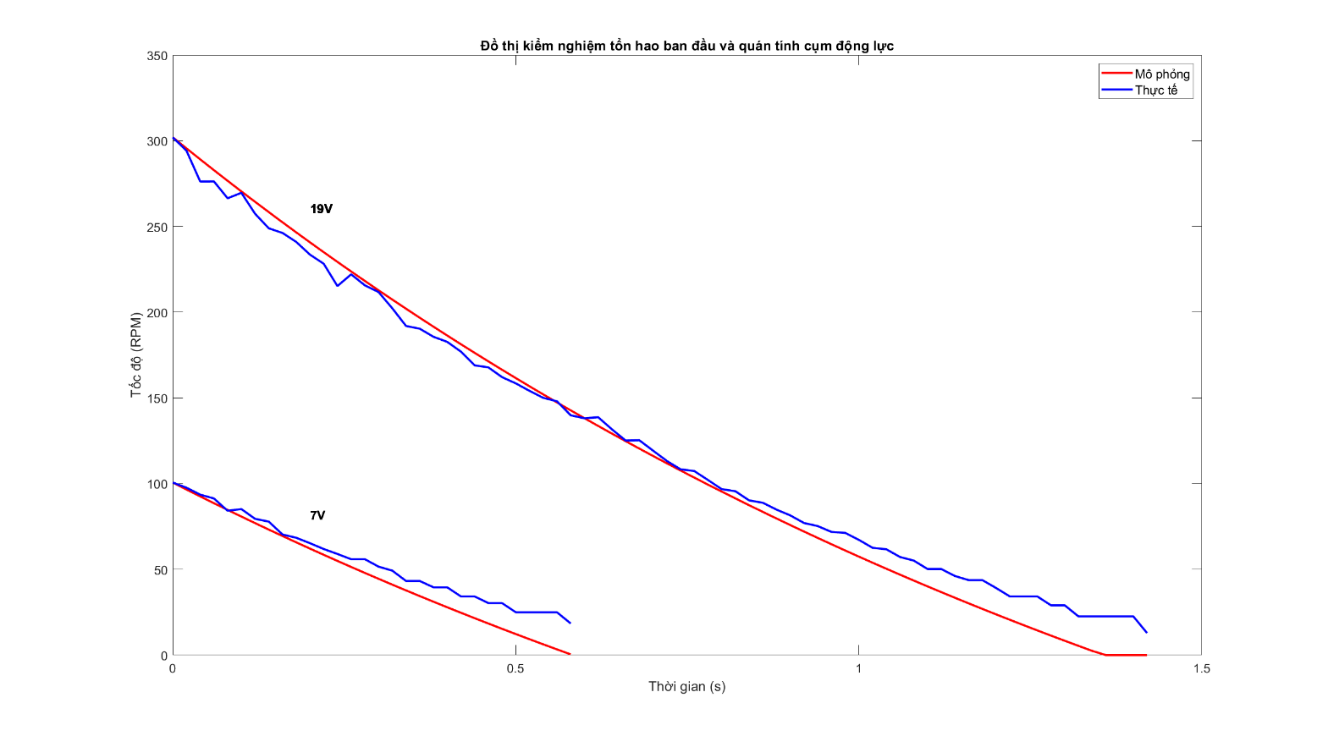 Đồ thị kiểm nghiệm tổn hao ban đầu và quán tinh cụm động lực
350
Mô phỏng
Thực tế
300
19V
250
200
Tốc độ (RPM)
150
100
7V
50
0
0
0.5
1
1.5
Thời gian (s)